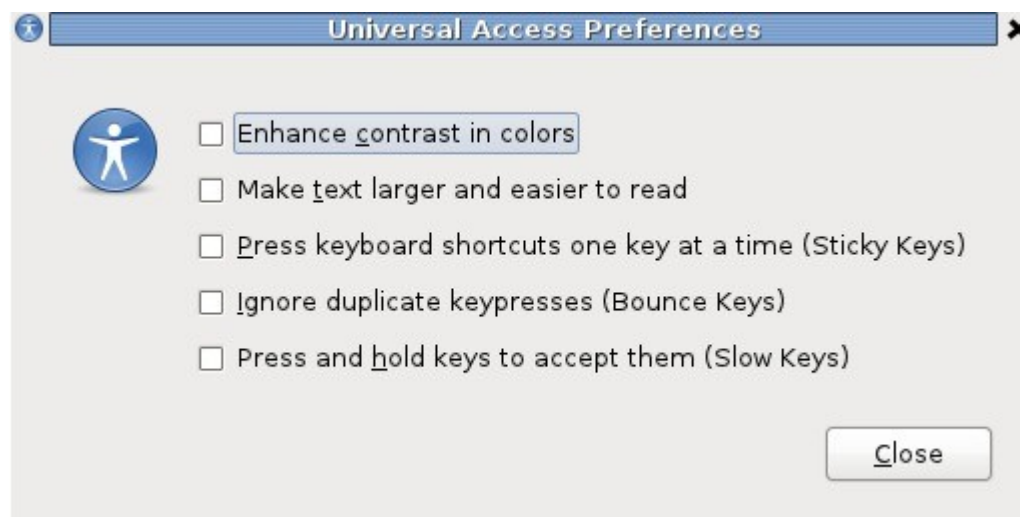 Universal Access Preferences
Enhance contrast in colors
Make text larger and easier to read
Press keyboard shortcuts one key at a time (Sticky Keys)
Ignore duplicate keypresses (Bounce Keys)
Press and hold keys to accept them (Slow Keys)
Close